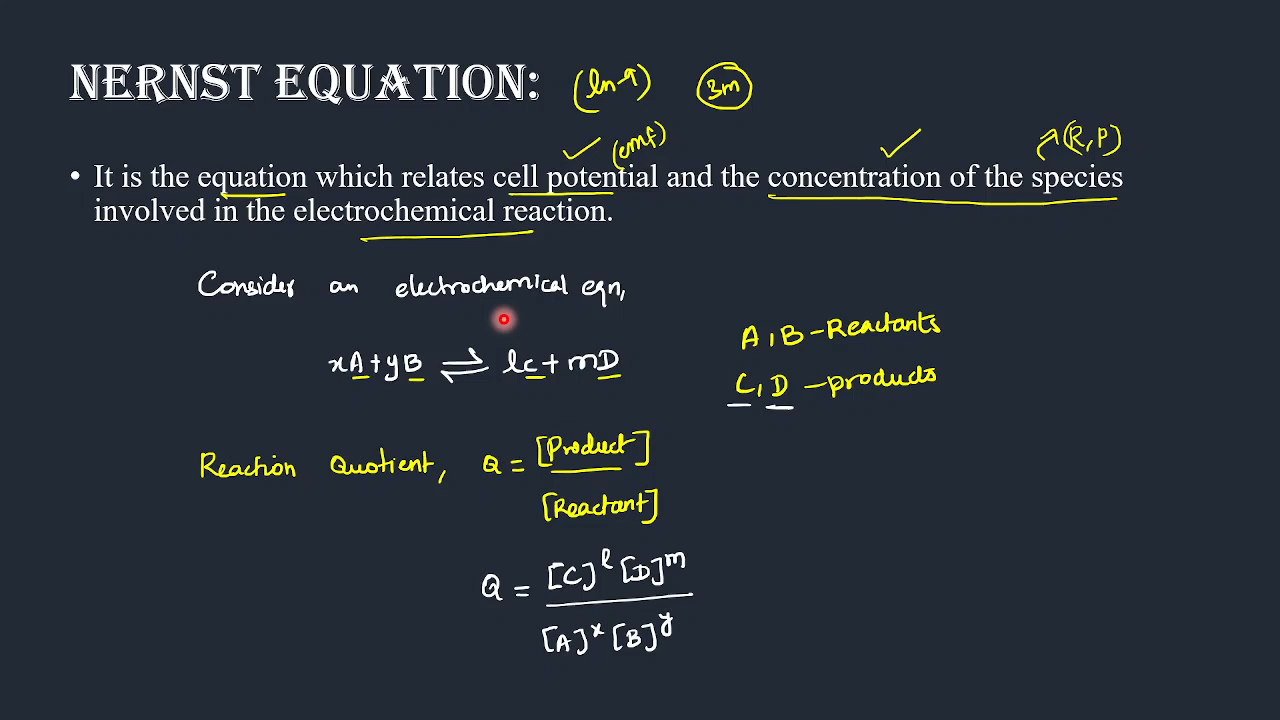 NERNST EQUATION: (ln-9) 3m
(emf) (R, P)
• It is the equation which relates cell potential and the concentration of the species
involved in the electrochemical reaction.
Consider an electrochemical eqn,
xA + yB ⇌ lC + mD
A, B - Reactants
C, D - products
Reaction Quotient, Q = [Product] / [Reactant]
Q = [C]^l [D]^m / [A]^x [B]^y